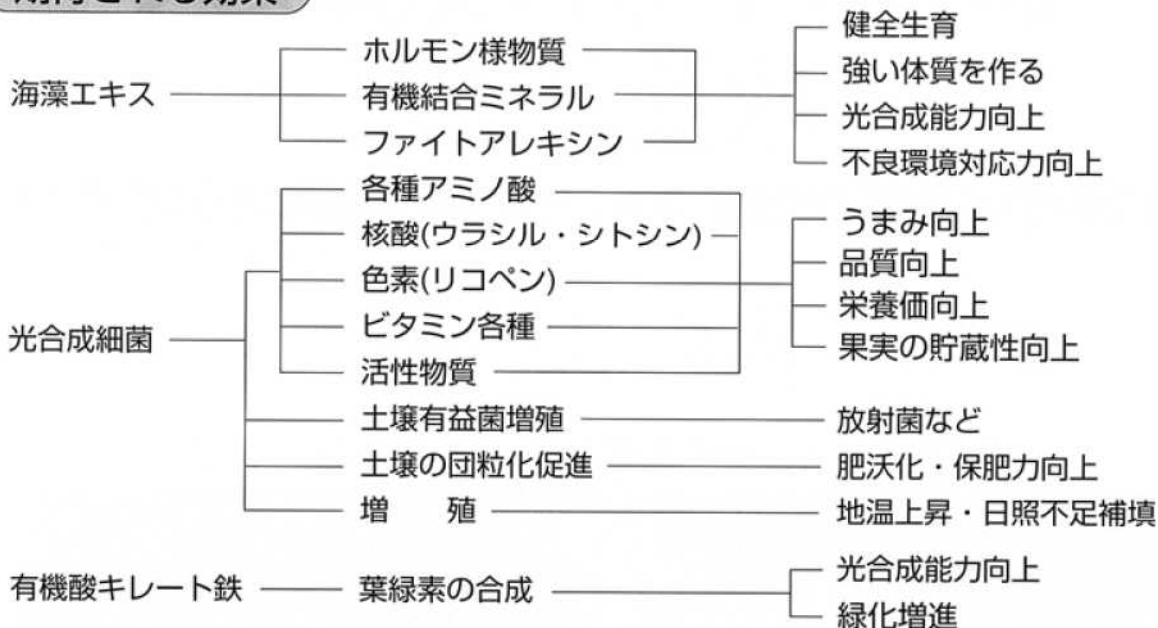 海藻エキス
ホルモン様物質
有機結合ミネラル
ファイトアレキシン
健全生育
強い体質を作る
光合成能力向上
不良環境対応力向上
光合成細菌
各種アミノ酸
核酸(ウラシル・シトシン)
色素(リコペン)
ビタミン各種
活性物質
うまみ向上
品質向上
栄養価向上
果実の貯蔵性向上
土壌有益菌増殖
放射菌など
土壌の団粒化促進
肥沃化・保肥力向上
増　殖
地温上昇・日照不足補填
有機酸キレート鉄
葉緑素の合成
光合成能力向上
緑化増進